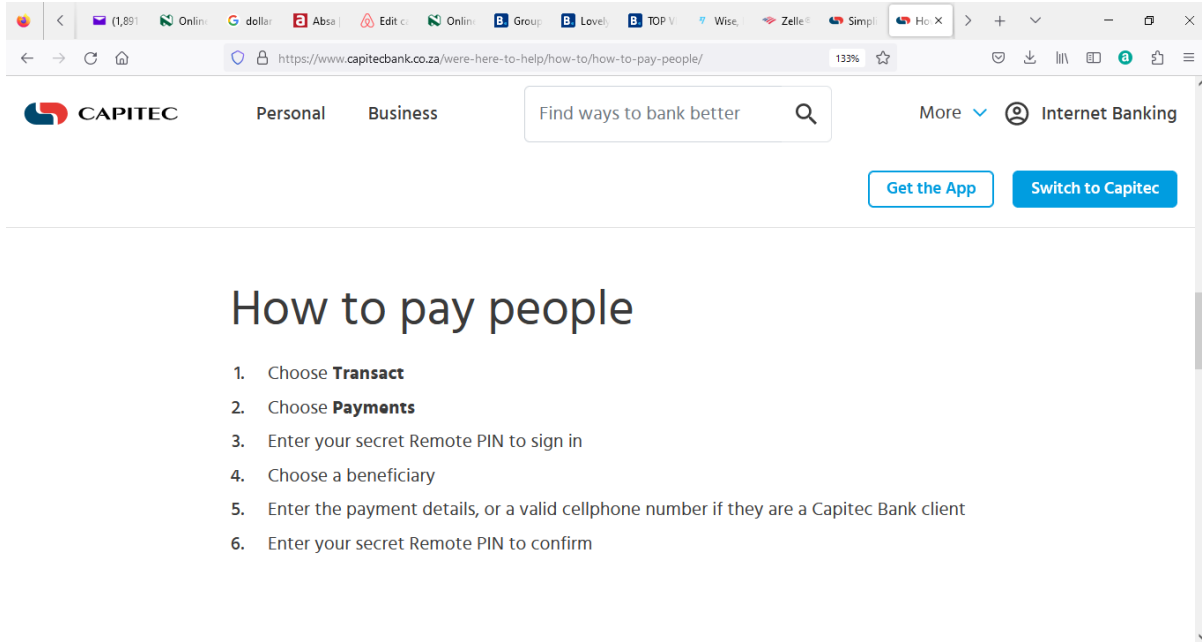 (1,891
Online
dollar
a Absa |
Edit c
Online
B. Group
B. Lovely
B. TOP V
Wise,
Zelle®
Simpli
Ho
https://www.capitecbank.co.za/were-here-to-help/how-to/how-to-pay-people/
133%
a
CAPITEC
Personal
Business
Find ways to bank better
More
Internet Banking
Get the App
Switch to Capitec
How to pay people
1. Choose Transact
2. Choose Payments
3. Enter your secret Remote PIN to sign in
4. Choose a beneficiary
5. Enter the payment details, or a valid cellphone number if they are a Capitec Bank client
6. Enter your secret Remote PIN to confirm